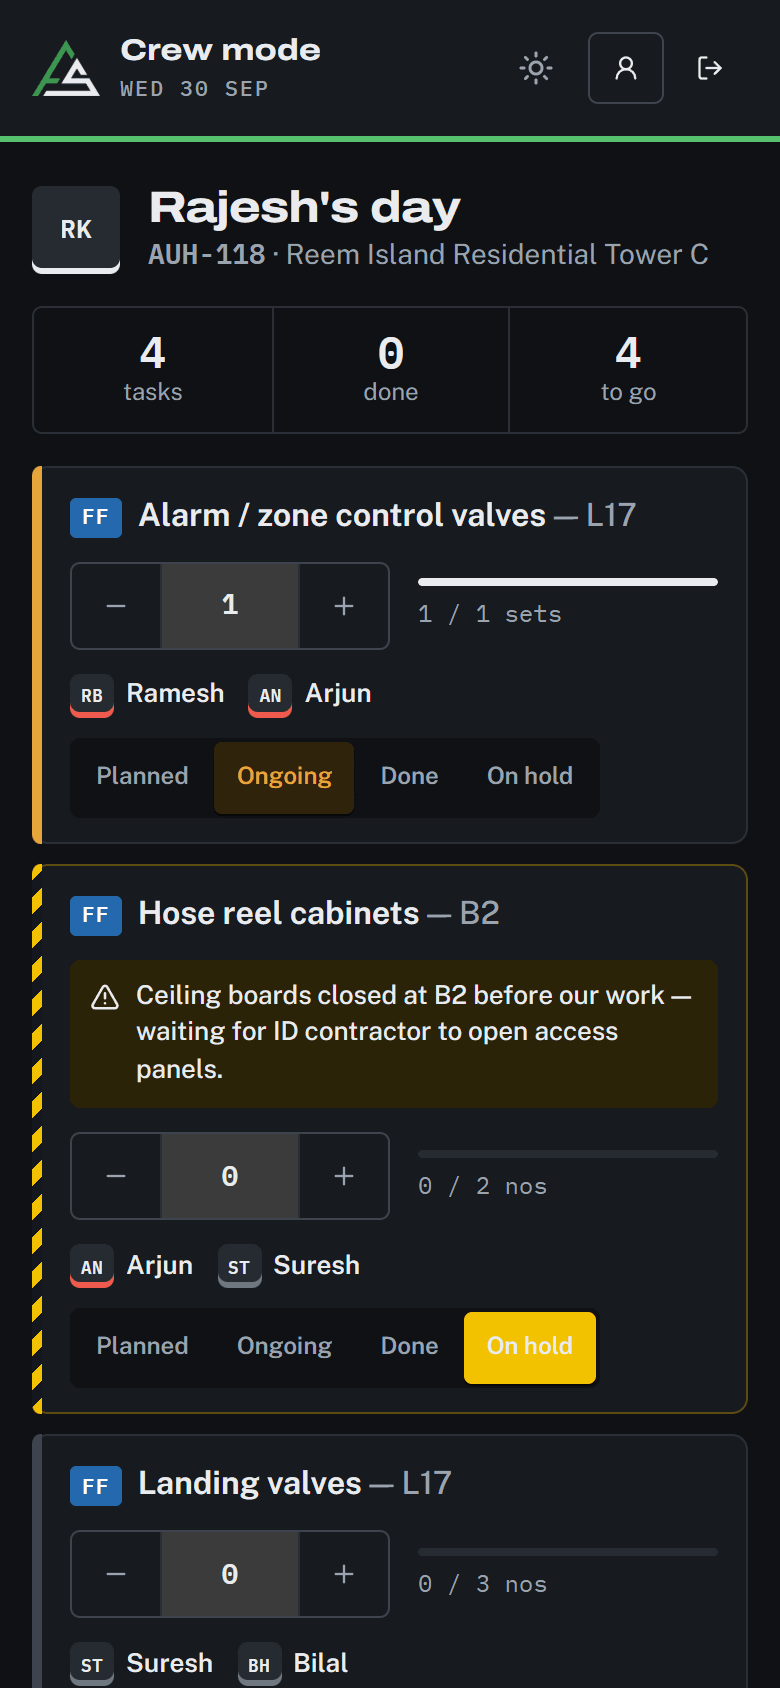 Crew mode
WED 30 SEP
RK
Rajesh's day
AUH-118 · Reem Island Residential Tower C
4 0 4
tasks done to go
FF Alarm / zone control valves — L17
− 1 +
1 / 1 sets
RB Ramesh AN Arjun
Planned Ongoing Done On hold
FF Hose reel cabinets — B2
Ceiling boards closed at B2 before our work —
waiting for ID contractor to open access
panels.
− 0 +
0 / 2 nos
AN Arjun ST Suresh
Planned Ongoing Done On hold
FF Landing valves — L17
− 0 +
0 / 3 nos
ST Suresh BH Bilal